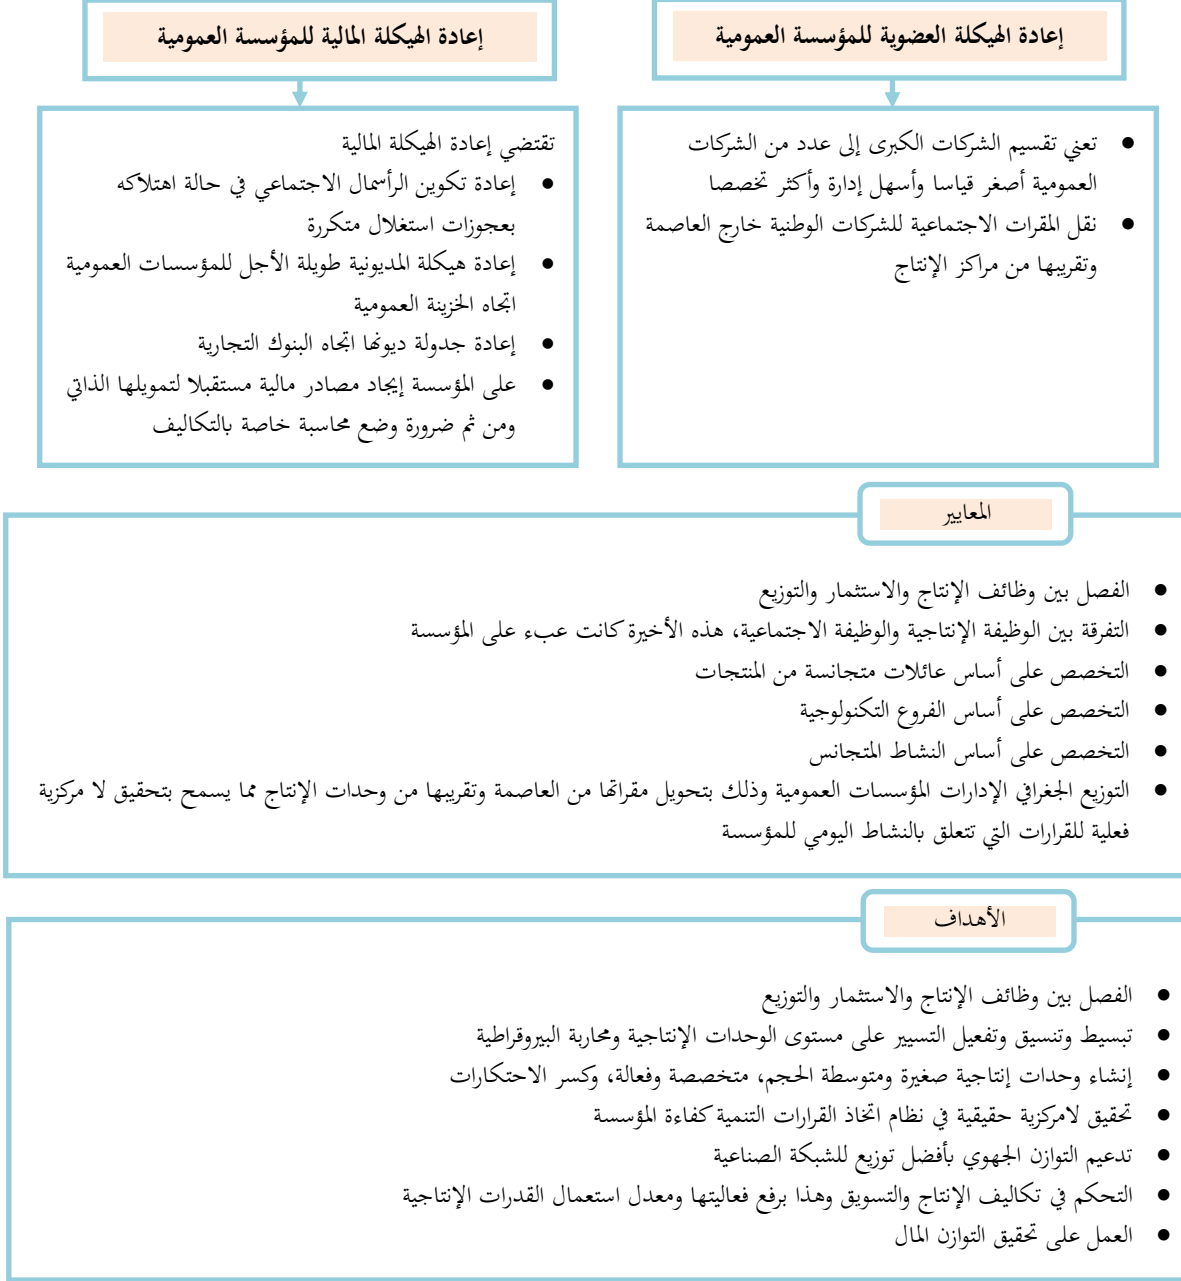 إعادة الهيكلة العضوية للمؤسسة العمومية
تعني تقسيم الشركات الكبرى إلى عدد من الشركات
العمومية أصغر قياسا وأسهل إدارة وأكثر تخصصا
نقل المقرات الاجتماعية للشركات الوطنية خارج العاصمة
وتقريبها من مراكز الإنتاج
إعادة الهيكلة المالية للمؤسسة العمومية
تقتضي إعادة الهيكلة المالية
إعادة تكوين الرأسمال الاجتماعي في حالة اهتلاكه
بعجوزات استغلال متكررة
إعادة هيكلة المديونية طويلة الأجل للمؤسسات العمومية
اتجاه الخزينة العمومية
إعادة جدولة ديونها اتجاه البنوك التجارية
على المؤسسة إيجاد مصادر مالية مستقبلا لتمويلها الذاتي
ومن ثم ضرورة وضع محاسبة خاصة بالتكاليف
المعايير
الفصل بين وظائف الإنتاج والاستثمار والتوزيع
التفرقة بين الوظيفة الإنتاجية والوظيفة الاجتماعية، هذه الأخيرة كانت عبء على المؤسسة
التخصص على أساس عائلات متجانسة من المنتجات
التخصص على أساس الفروع التكنولوجية
التخصص على أساس النشاط المتجانس
التوزيع الجغرافي الإدارات المؤسسات العمومية وذلك بتحويل مقراتها من العاصمة وتقريبها من وحدات الإنتاج مما يسمح بتحقيق لا مركزية
فعلية للقرارات التي تتعلق بالنشاط اليومي للمؤسسة
الأهداف
الفصل بين وظائف الإنتاج والاستثمار والتوزيع
تبسيط وتنسيق وتفعيل التسيير على مستوى الوحدات الإنتاجية ومحاربة البيروقراطية
إنشاء وحدات إنتاجية صغيرة ومتوسطة الحجم، متخصصة وفعالة، وكسر الاحتكارات
تحقيق لامركزية حقيقية في نظام اتخاذ القرارات التنمية كفاءة المؤسسة
تدعيم التوازن الجهوي بأفضل توزيع للشبكة الصناعية
التحكم في تكاليف الإنتاج والتسويق وهذا برفع فعاليتها ومعدل استعمال القدرات الإنتاجية
العمل على تحقيق التوازن المال